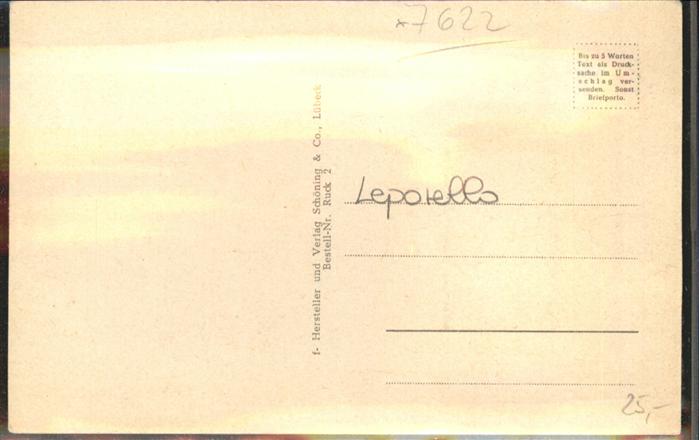 x7622
Bis zu 5 Worten
Text als Druck-
sache im Um-
schlag ver-
senden. Sonst
Briefporto.
f- Hersteller und Verlag Schöning & Co., Lübeck
Bestell-Nr. Ruck 2
Leporello
25,-